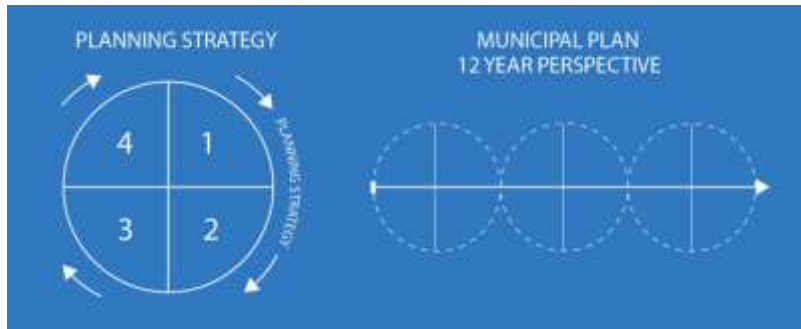 PLANNING STRATEGY
4
1
3
2
PLANNING STRATEGY
MUNICIPAL PLAN
12 YEAR PERSPECTIVE